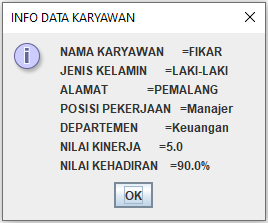 INFO DATA KARYAWAN
NAMA KARYAWAN =FIKAR
JENIS KELAMIN =LAKI-LAKI
ALAMAT =PEMALANG
POSISI PEKERJAAN =Manajer
DEPARTEMEN =Keuangan
NILAI KINERJA =5.0
NILAI KEHADIRAN =90.0%
OK